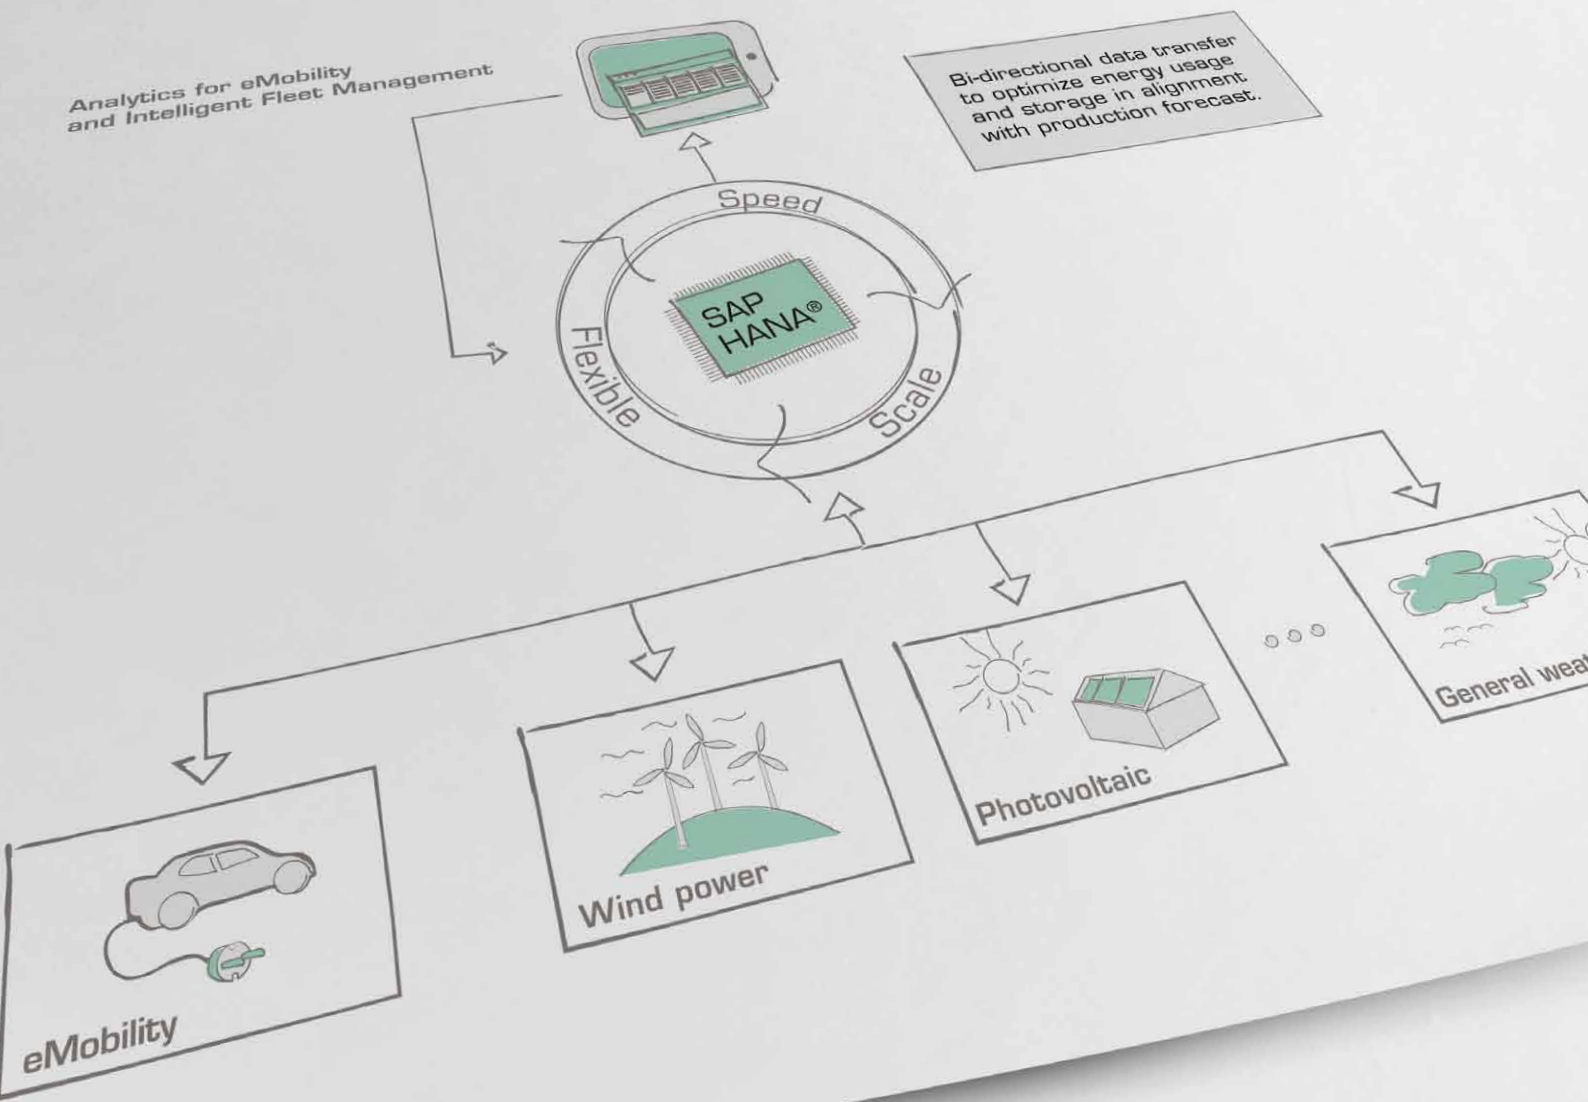 Analytics for eMobility
and Intelligent Fleet Management
Bi-directional data transfer
to optimize energy usage
and storage in alignment
with production forecast.
Speed
Flexible
Scale
SAP
HANA®
eMobility
Wind power
Photovoltaic
General